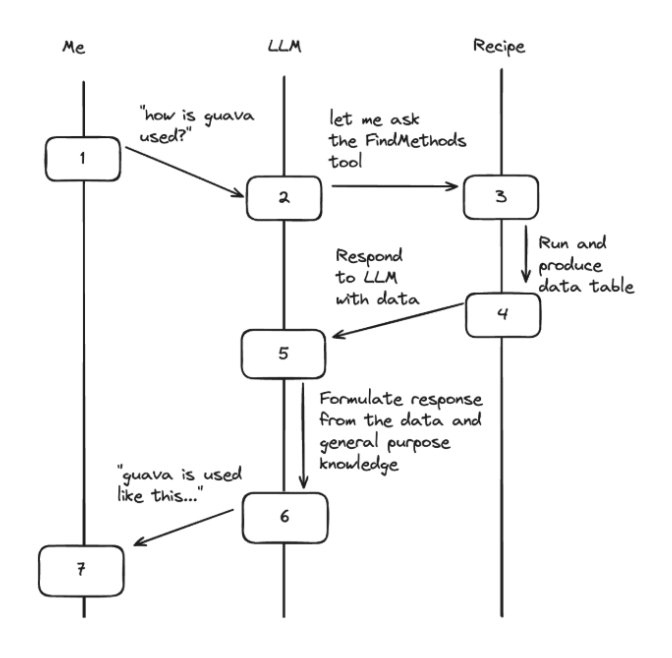 Me
LLM
Recipe
"how is guava
used?"
let me ask
the FindMethods
tool
1
2
3
Run and
produce
data table
Respond
to LLM
with data
4
5
Formulate response
from the data and
general purpose
knowledge
"guava is used
like this..."
6
7